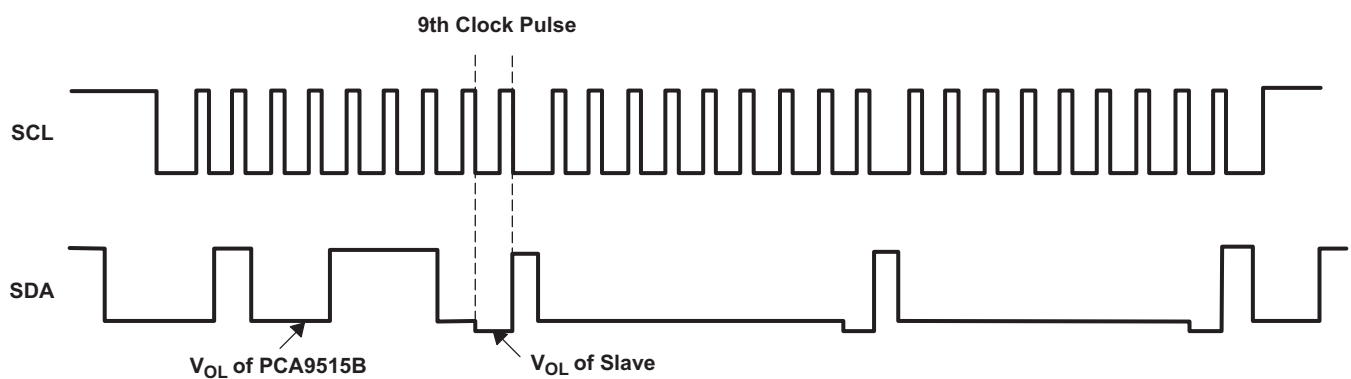 9th Clock Pulse
SCL
SDA
VOL of PCA9515B
VOL of Slave